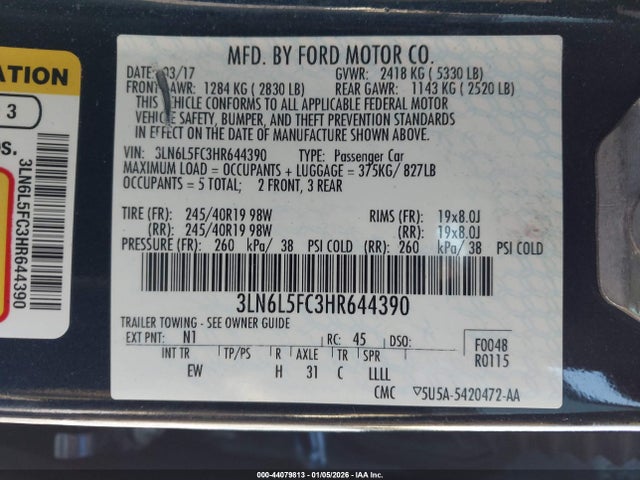 ATION
3
os.
3LN6L5FC3HR644390
MFD. BY FORD MOTOR CO.
DATE: 03/17 GVWR: 2418 KG ( 5330 LB)
FRONT GAWR: 1284 KG ( 2830 LB) REAR GAWR: 1143 KG ( 2520 LB)
THIS VEHICLE CONFORMS TO ALL APPLICABLE FEDERAL MOTOR
VEHICLE SAFETY, BUMPER, AND THEFT PREVENTION STANDARDS
IN EFFECT ON THE DATE OF MANUFACTURE SHOWN ABOVE.
VIN: 3LN6L5FC3HR644390 TYPE: Passenger Car
MAXIMUM LOAD = OCCUPANTS + LUGGAGE = 375KG/ 827LB
OCCUPANTS = 5 TOTAL; 2 FRONT, 3 REAR
TIRE (FR): 245/40R19 98W RIMS (FR): 19x8.0J
(RR): 245/40R19 98W (RR): 19x8.0J
PRESSURE (FR): 260 kPa/ 38 PSI COLD (RR): 260 kPa/ 38 PSI COLD
3LN6L5FC3HR644390
TRAILER TOWING - SEE OWNER GUIDE
EXT PNT: N1 RC: 45 DSO: F0048
INT TR TP/PS R AXLE TR SPR R0115
EW H 31 C LLLL
CMC ▽5U5A-5420472-AA
000-44079813 - 01/05/2026 - IAA Inc.